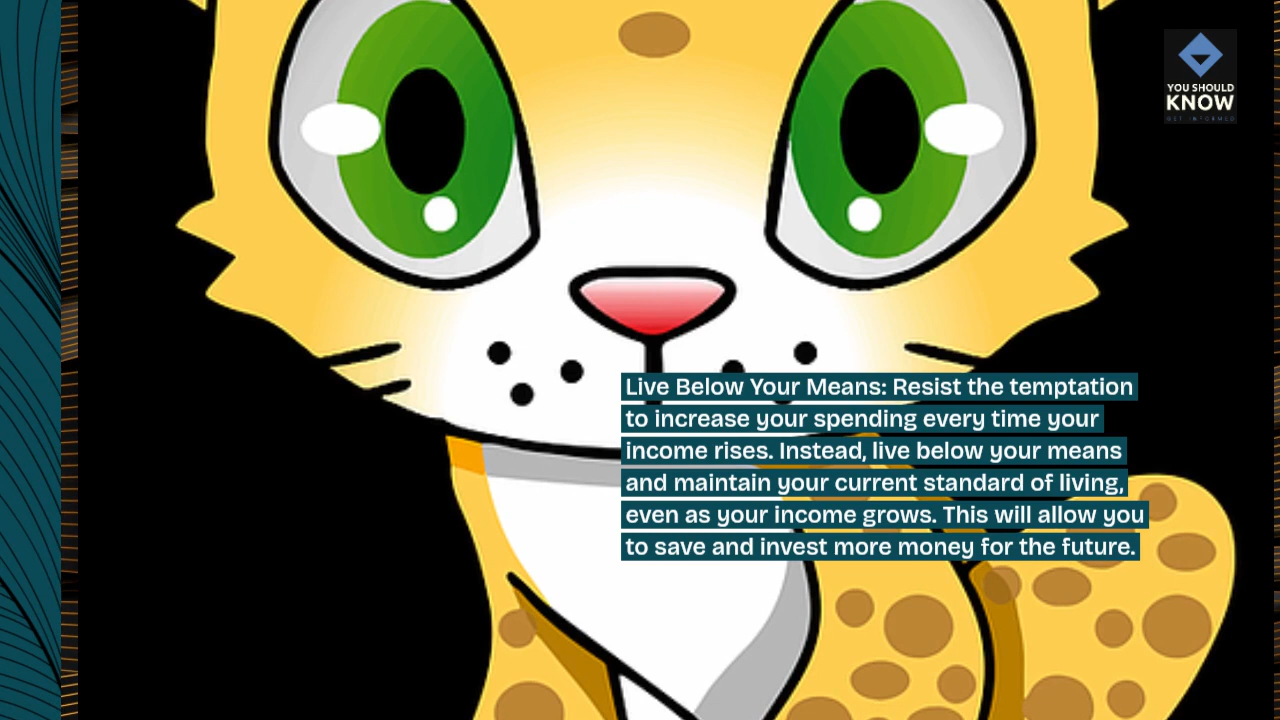 YOU SHOULD
KNOW
GET INFORMED
Live Below Your Means: Resist the temptation
to increase your spending every time your
income rises. Instead, live below your means
and maintain your current standard of living,
even as your income grows. This will allow you
to save and invest more money for the future.